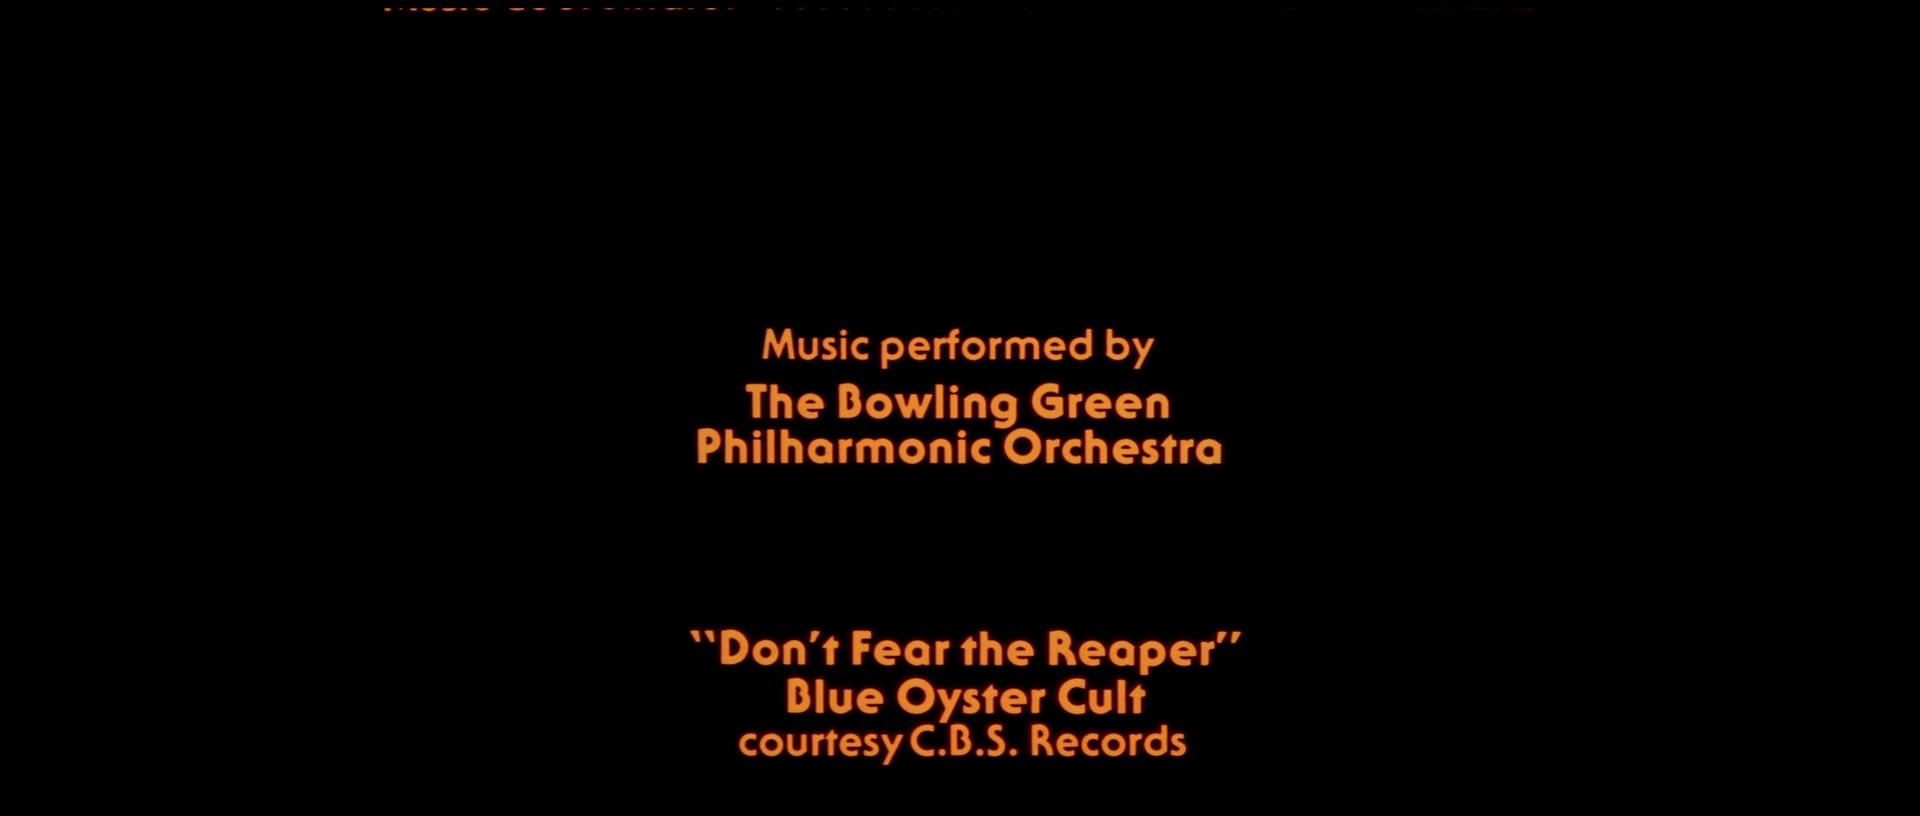 Music performed by
The Bowling Green
Philharmonic Orchestra
"Don't Fear the Reaper"
Blue Oyster Cult
courtesy C.B.S. Records